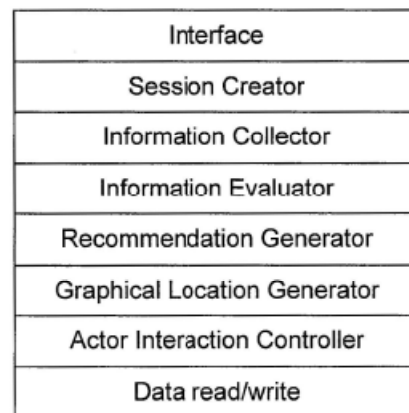 Interface
Session Creator
Information Collector
Information Evaluator
Recommendation Generator
Graphical Location Generator
Actor Interaction Controller
Data read/write